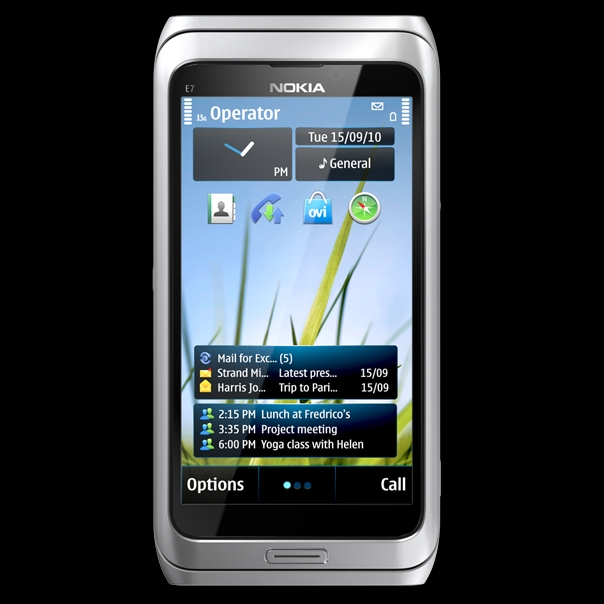 E7
NOKIA
3.5G Operator
Tue 15/09/10
PM
General
N
ovi
Mail for Exc... (5)
Strand Mi... Latest pres... 15/09
Harris Jo... Trip to Pari... 15/09
2:15 PM Lunch at Fredrico's
3:35 PM Project meeting
6:00 PM Yoga class with Helen
Options Call